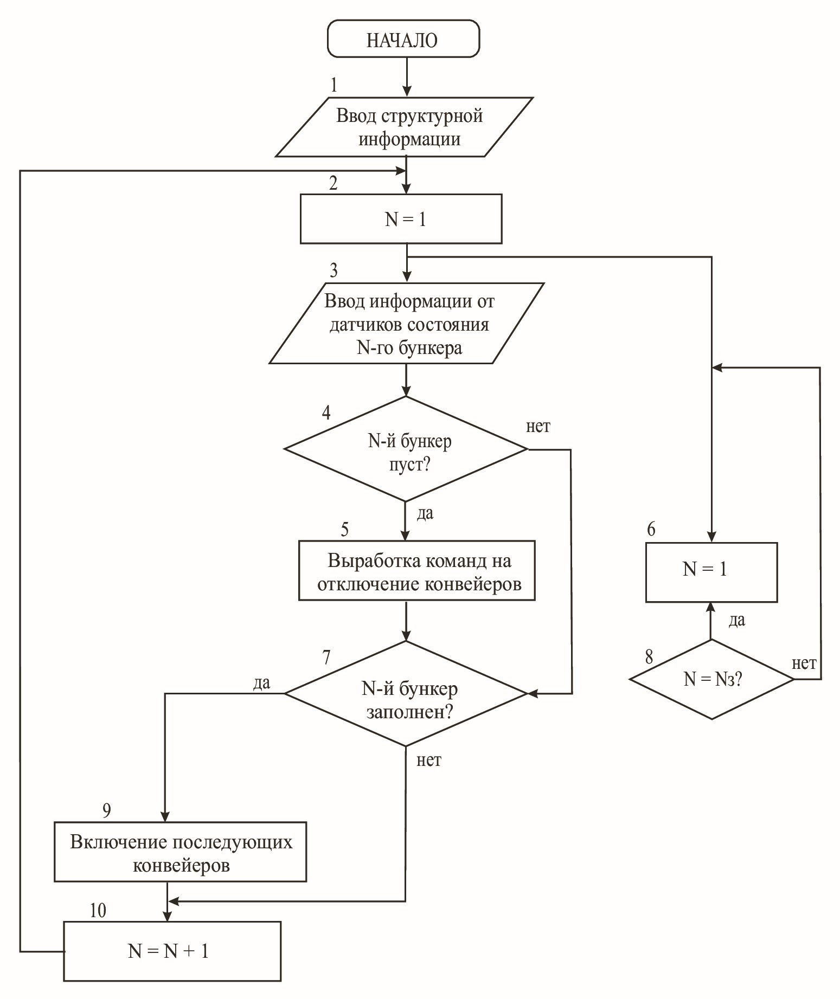 НАЧАЛО
1
Ввод структурной
информации
2
N = 1
3
Ввод информации от
датчиков состояния
N-го бункера
4
N-й бункер
пуст?
нет
да
5
Выработка команд на
отключение конвейеров
6
N = 1
да
7
N-й бункер
заполнен?
да
нет
8
N = Nз?
нет
9
Включение последующих
конвейеров
10
N = N + 1